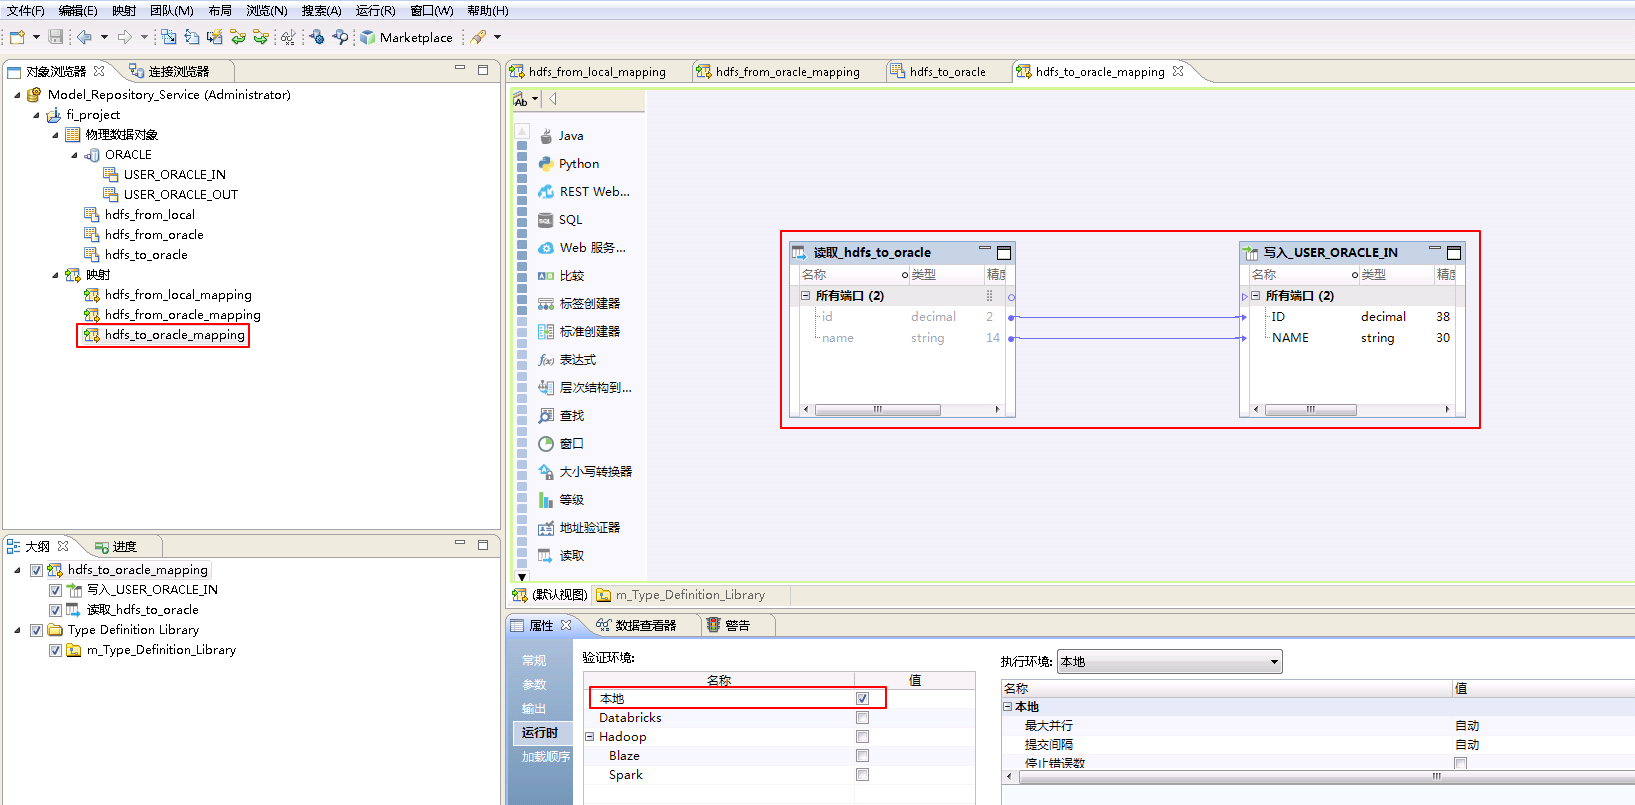 文件(F) 编辑(E) 映射 团队(M) 布局 浏览(N) 搜索(A) 运行(R) 窗口(W) 帮助(H)
Marketplace
对象浏览器 连接浏览器
Model_Repository_Service (Administrator)
fi_project
物理数据对象
ORACLE
USER_ORACLE_IN
USER_ORACLE_OUT
hdfs_from_local
hdfs_from_oracle
hdfs_to_oracle
映射
hdfs_from_local_mapping
hdfs_from_oracle_mapping
hdfs_to_oracle_mapping
大纲 进度
hdfs_to_oracle_mapping
写入_USER_ORACLE_IN
读取_hdfs_to_oracle
Type Definition Library
m_Type_Definition_Library
hdfs_from_local_mapping hdfs_from_oracle_mapping hdfs_to_oracle hdfs_to_oracle_mapping
Ab
Java
Python
REST Web...
SQL
Web 服务...
比较
标签创建器
标准创建器
f(x) 表达式
层次结构到...
查找
窗口
大小写转换器
等级
地址验证器
读取
读取_hdfs_to_oracle
名称 类型 精度
所有端口 (2)
id decimal 2
name string 14
写入_USER_ORACLE_IN
名称 类型 精度
所有端口 (2)
ID decimal 38
NAME string 30
(默认视图) m_Type_Definition_Library
属性 数据查看器 警告
常规
参数
输出
运行时
加载顺序
验证环境:
名称 值
本地
Databricks
Hadoop
Blaze
Spark
执行环境: 本地
名称 值
本地
最大并行 自动
提交间隔 自动
停止错误数